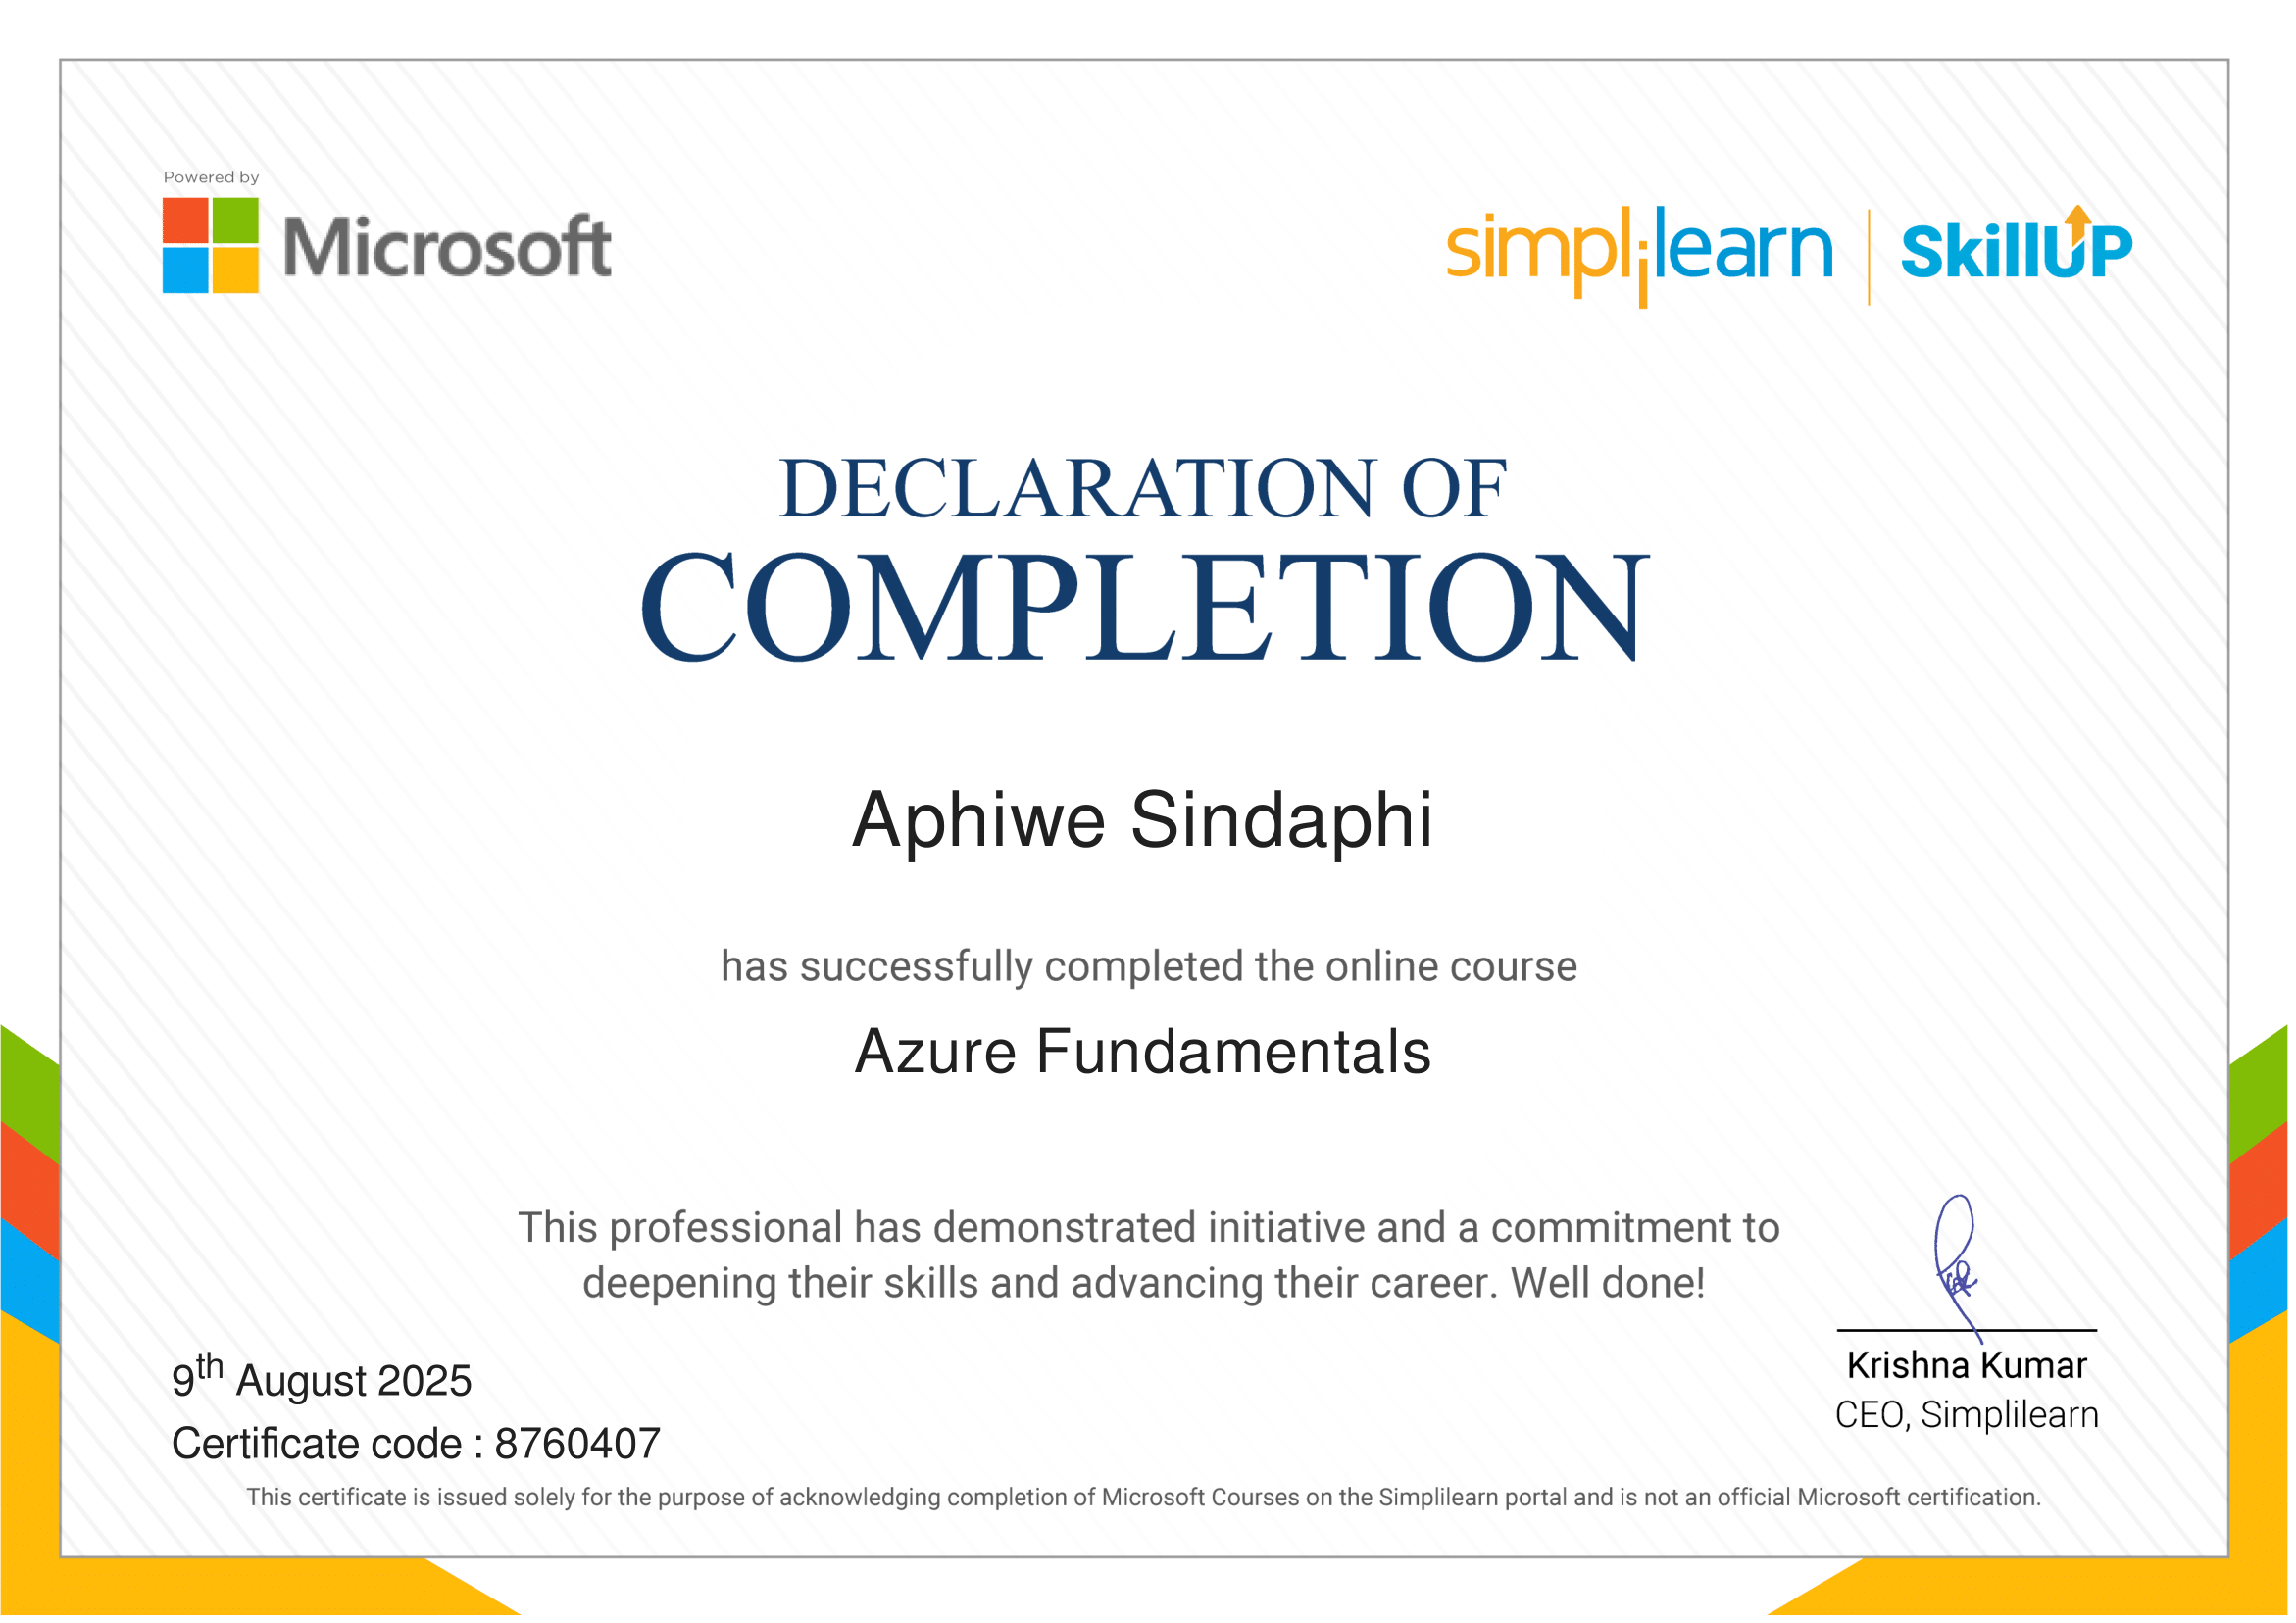 Powered by
Microsoft
simplilearn | SkillUP
DECLARATION OF
COMPLETION
Aphiwe Sindaphi
has successfully completed the online course
Azure Fundamentals
This professional has demonstrated initiative and a commitment to
deepening their skills and advancing their career. Well done!
9th August 2025
Certificate code : 8760407
Krishna Kumar
CEO, Simplilearn
This certificate is issued solely for the purpose of acknowledging completion of Microsoft Courses on the Simplilearn portal and is not an official Microsoft certification.